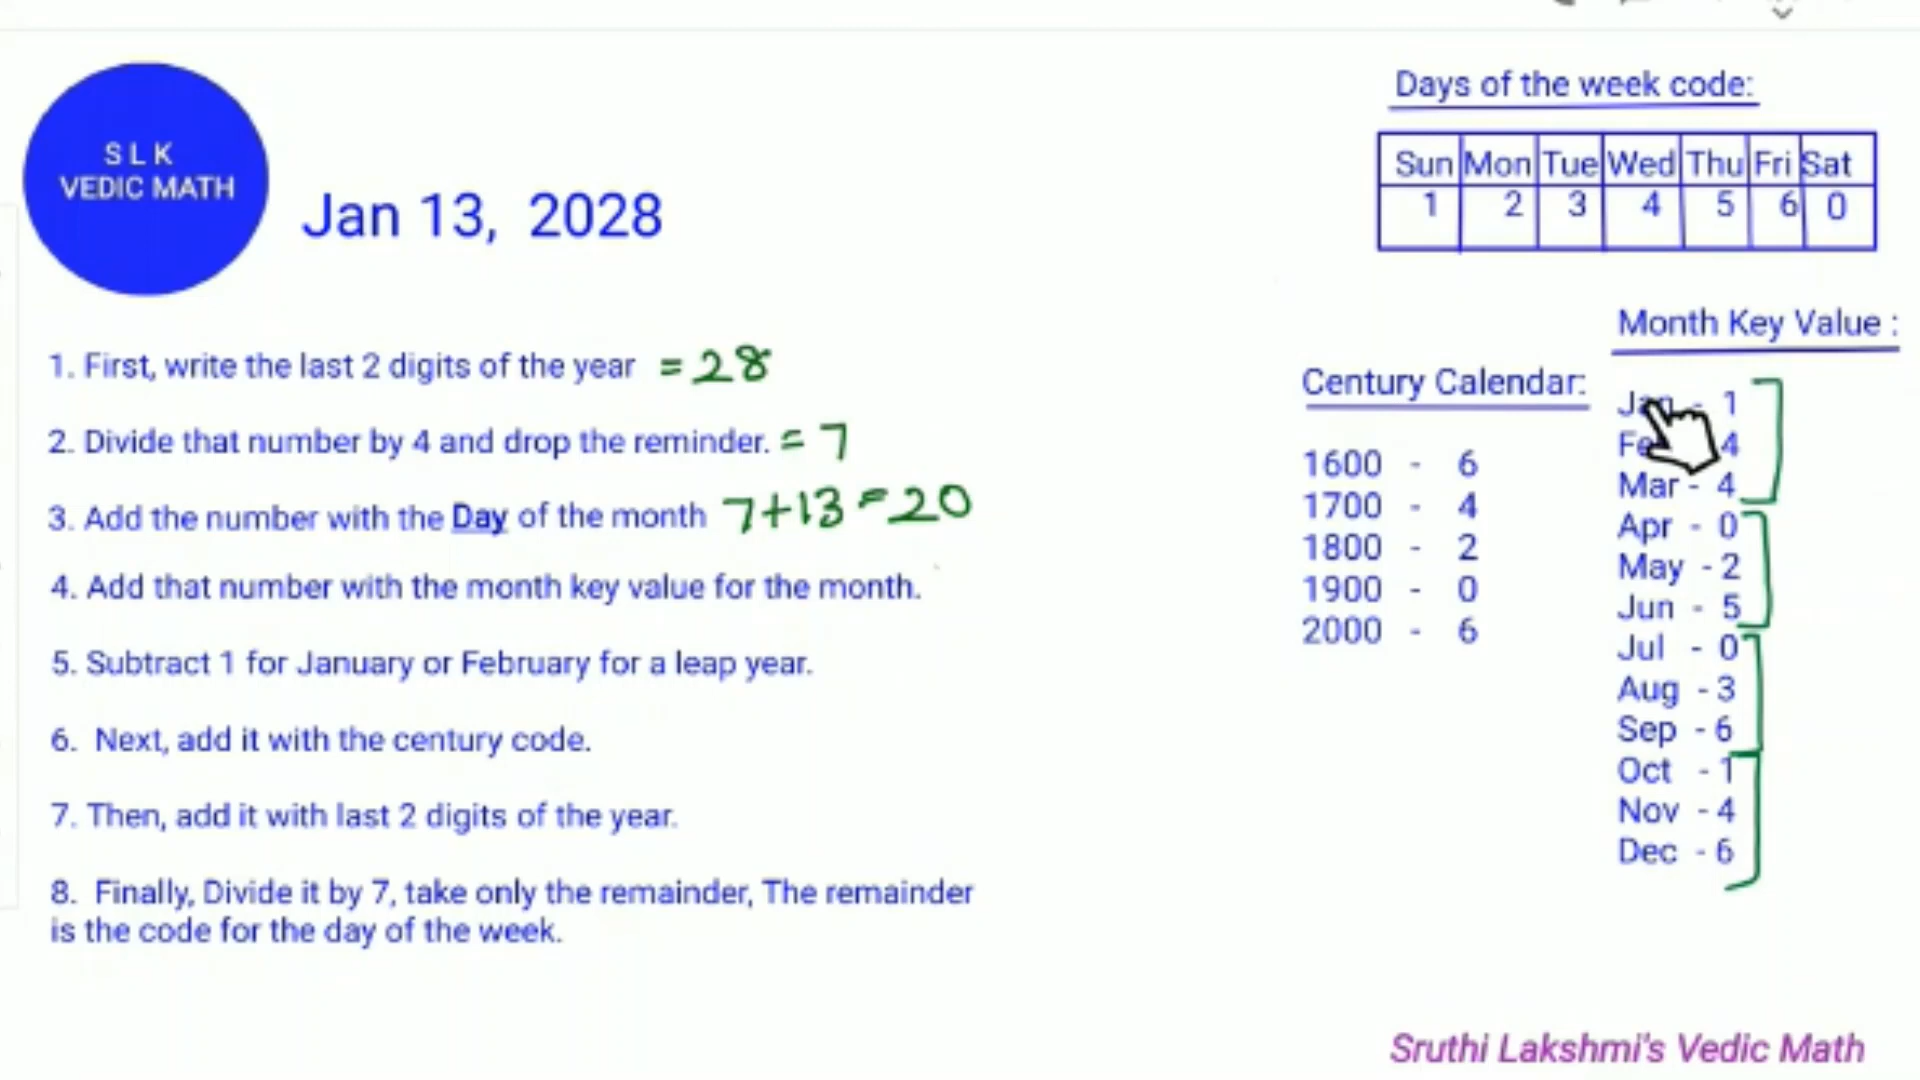 S L K
VEDIC MATH
Jan 13, 2028
1. First, write the last 2 digits of the year = 28
2. Divide that number by 4 and drop the reminder. = 7
3. Add the number with the Day of the month 7+13 = 20
4. Add that number with the month key value for the month.
5. Subtract 1 for January or February for a leap year.
6. Next, add it with the century code.
7. Then, add it with last 2 digits of the year.
8. Finally, Divide it by 7, take only the remainder, The remainder
is the code for the day of the week.
Days of the week code:
Sun Mon Tue Wed Thu Fri Sat
1 2 3 4 5 6 0
Century Calendar:
1600 - 6
1700 - 4
1800 - 2
1900 - 0
2000 - 6
Month Key Value :
Jan - 1
4
Mar - 4
Apr - 0
May - 2
Jun - 5
Jul - 0
Aug - 3
Sep - 6
Oct - 1
Nov - 4
Dec - 6
Sruthi Lakshmi's Vedic Math